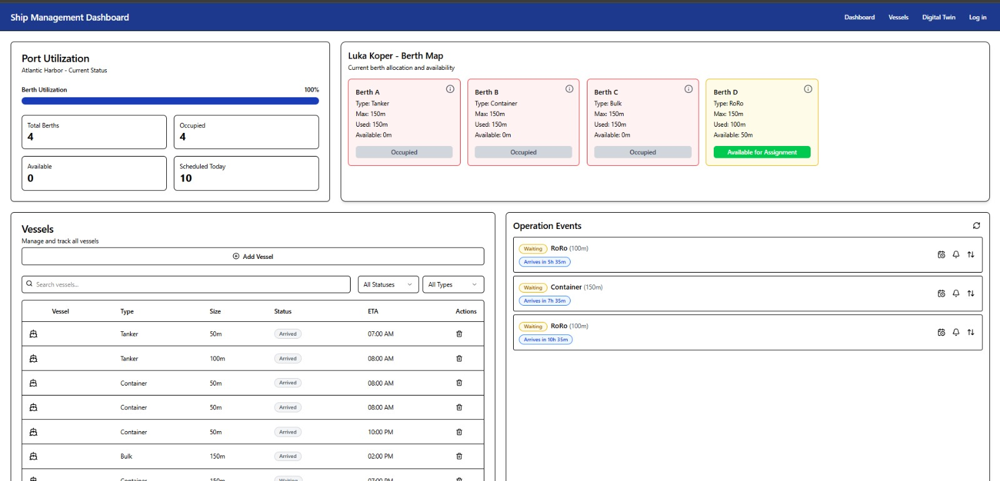 Ship Management Dashboard
Dashboard Vessels Digital Twin Log in
Port Utilization
Atlantic Harbor - Current Status
Berth Utilization 100%
Total Berths
4
Occupied
4
Available
0
Scheduled Today
10
Luka Koper - Berth Map
Current berth allocation and availability
Berth A
Type: Tanker
Max: 150m
Used: 150m
Available: 0m
Occupied
Berth B
Type: Container
Max: 150m
Used: 150m
Available: 0m
Occupied
Berth C
Type: Bulk
Max: 150m
Used: 150m
Available: 0m
Occupied
Berth D
Type: RoRo
Max: 150m
Used: 100m
Available: 50m
Available for Assignment
Vessels
Manage and track all vessels
Add Vessel
Search vessels... All Statuses All Types
Vessel Type Size Status ETA Actions
Tanker 50m Arrived 07:00 AM
Tanker 100m Arrived 08:00 AM
Container 50m Arrived 08:00 AM
Container 50m Arrived 08:00 AM
Container 50m Arrived 10:00 PM
Bulk 150m Arrived 02:00 PM
Container 150m Waiting 07:00 PM
Operation Events
Waiting RoRo (100m)
Arrives in 5h 35m
Waiting Container (150m)
Arrives in 7h 35m
Waiting RoRo (100m)
Arrives in 10h 35m